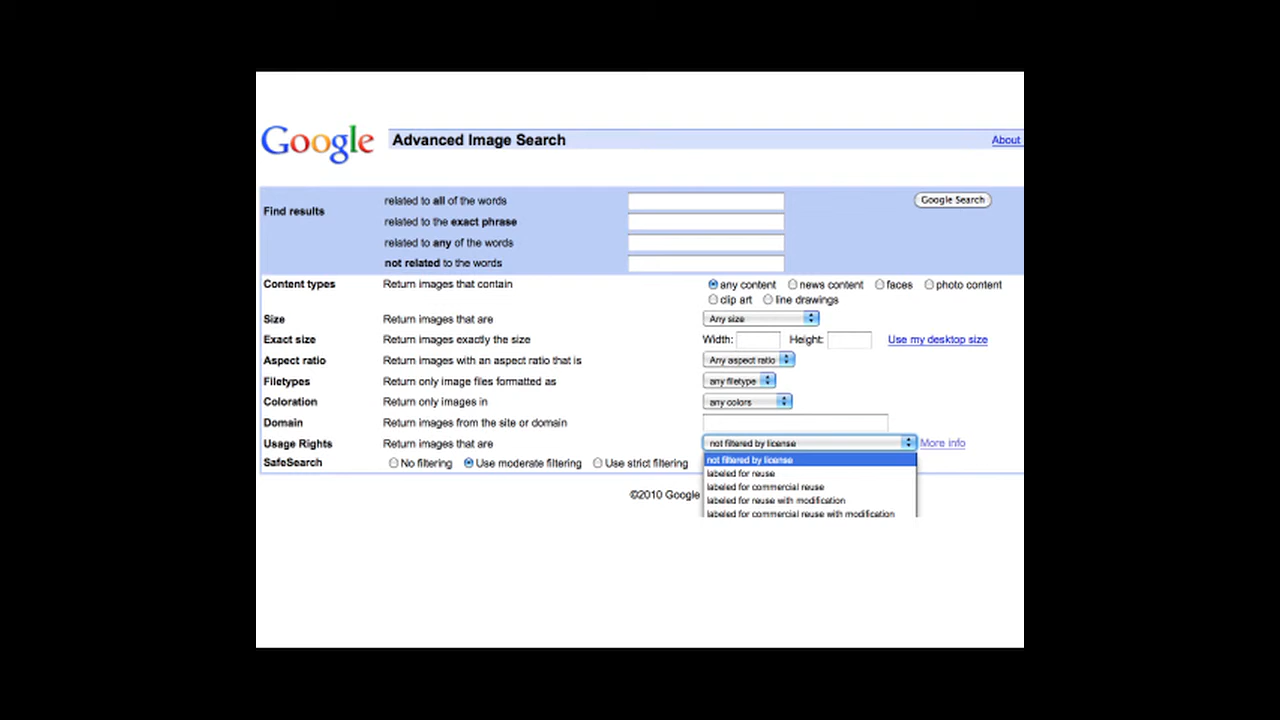 Google Advanced Image Search About
Find results related to all of the words Google Search
related to the exact phrase
related to any of the words
not related to the words
Content types Return images that contain any content news content faces photo content
clip art line drawings
Size Return images that are Any size
Exact size Return images exactly the size Width: Height: Use my desktop size
Aspect ratio Return images with an aspect ratio that is Any aspect ratio
Filetypes Return only image files formatted as any filetype
Coloration Return only images in any colors
Domain Return images from the site or domain
Usage Rights Return images that are not filtered by license More info
not filtered by license
SafeSearch No filtering Use moderate filtering Use strict filtering
labeled for reuse
labeled for commercial reuse
©2010 Google
labeled for reuse with modification
labeled for commercial reuse with modification